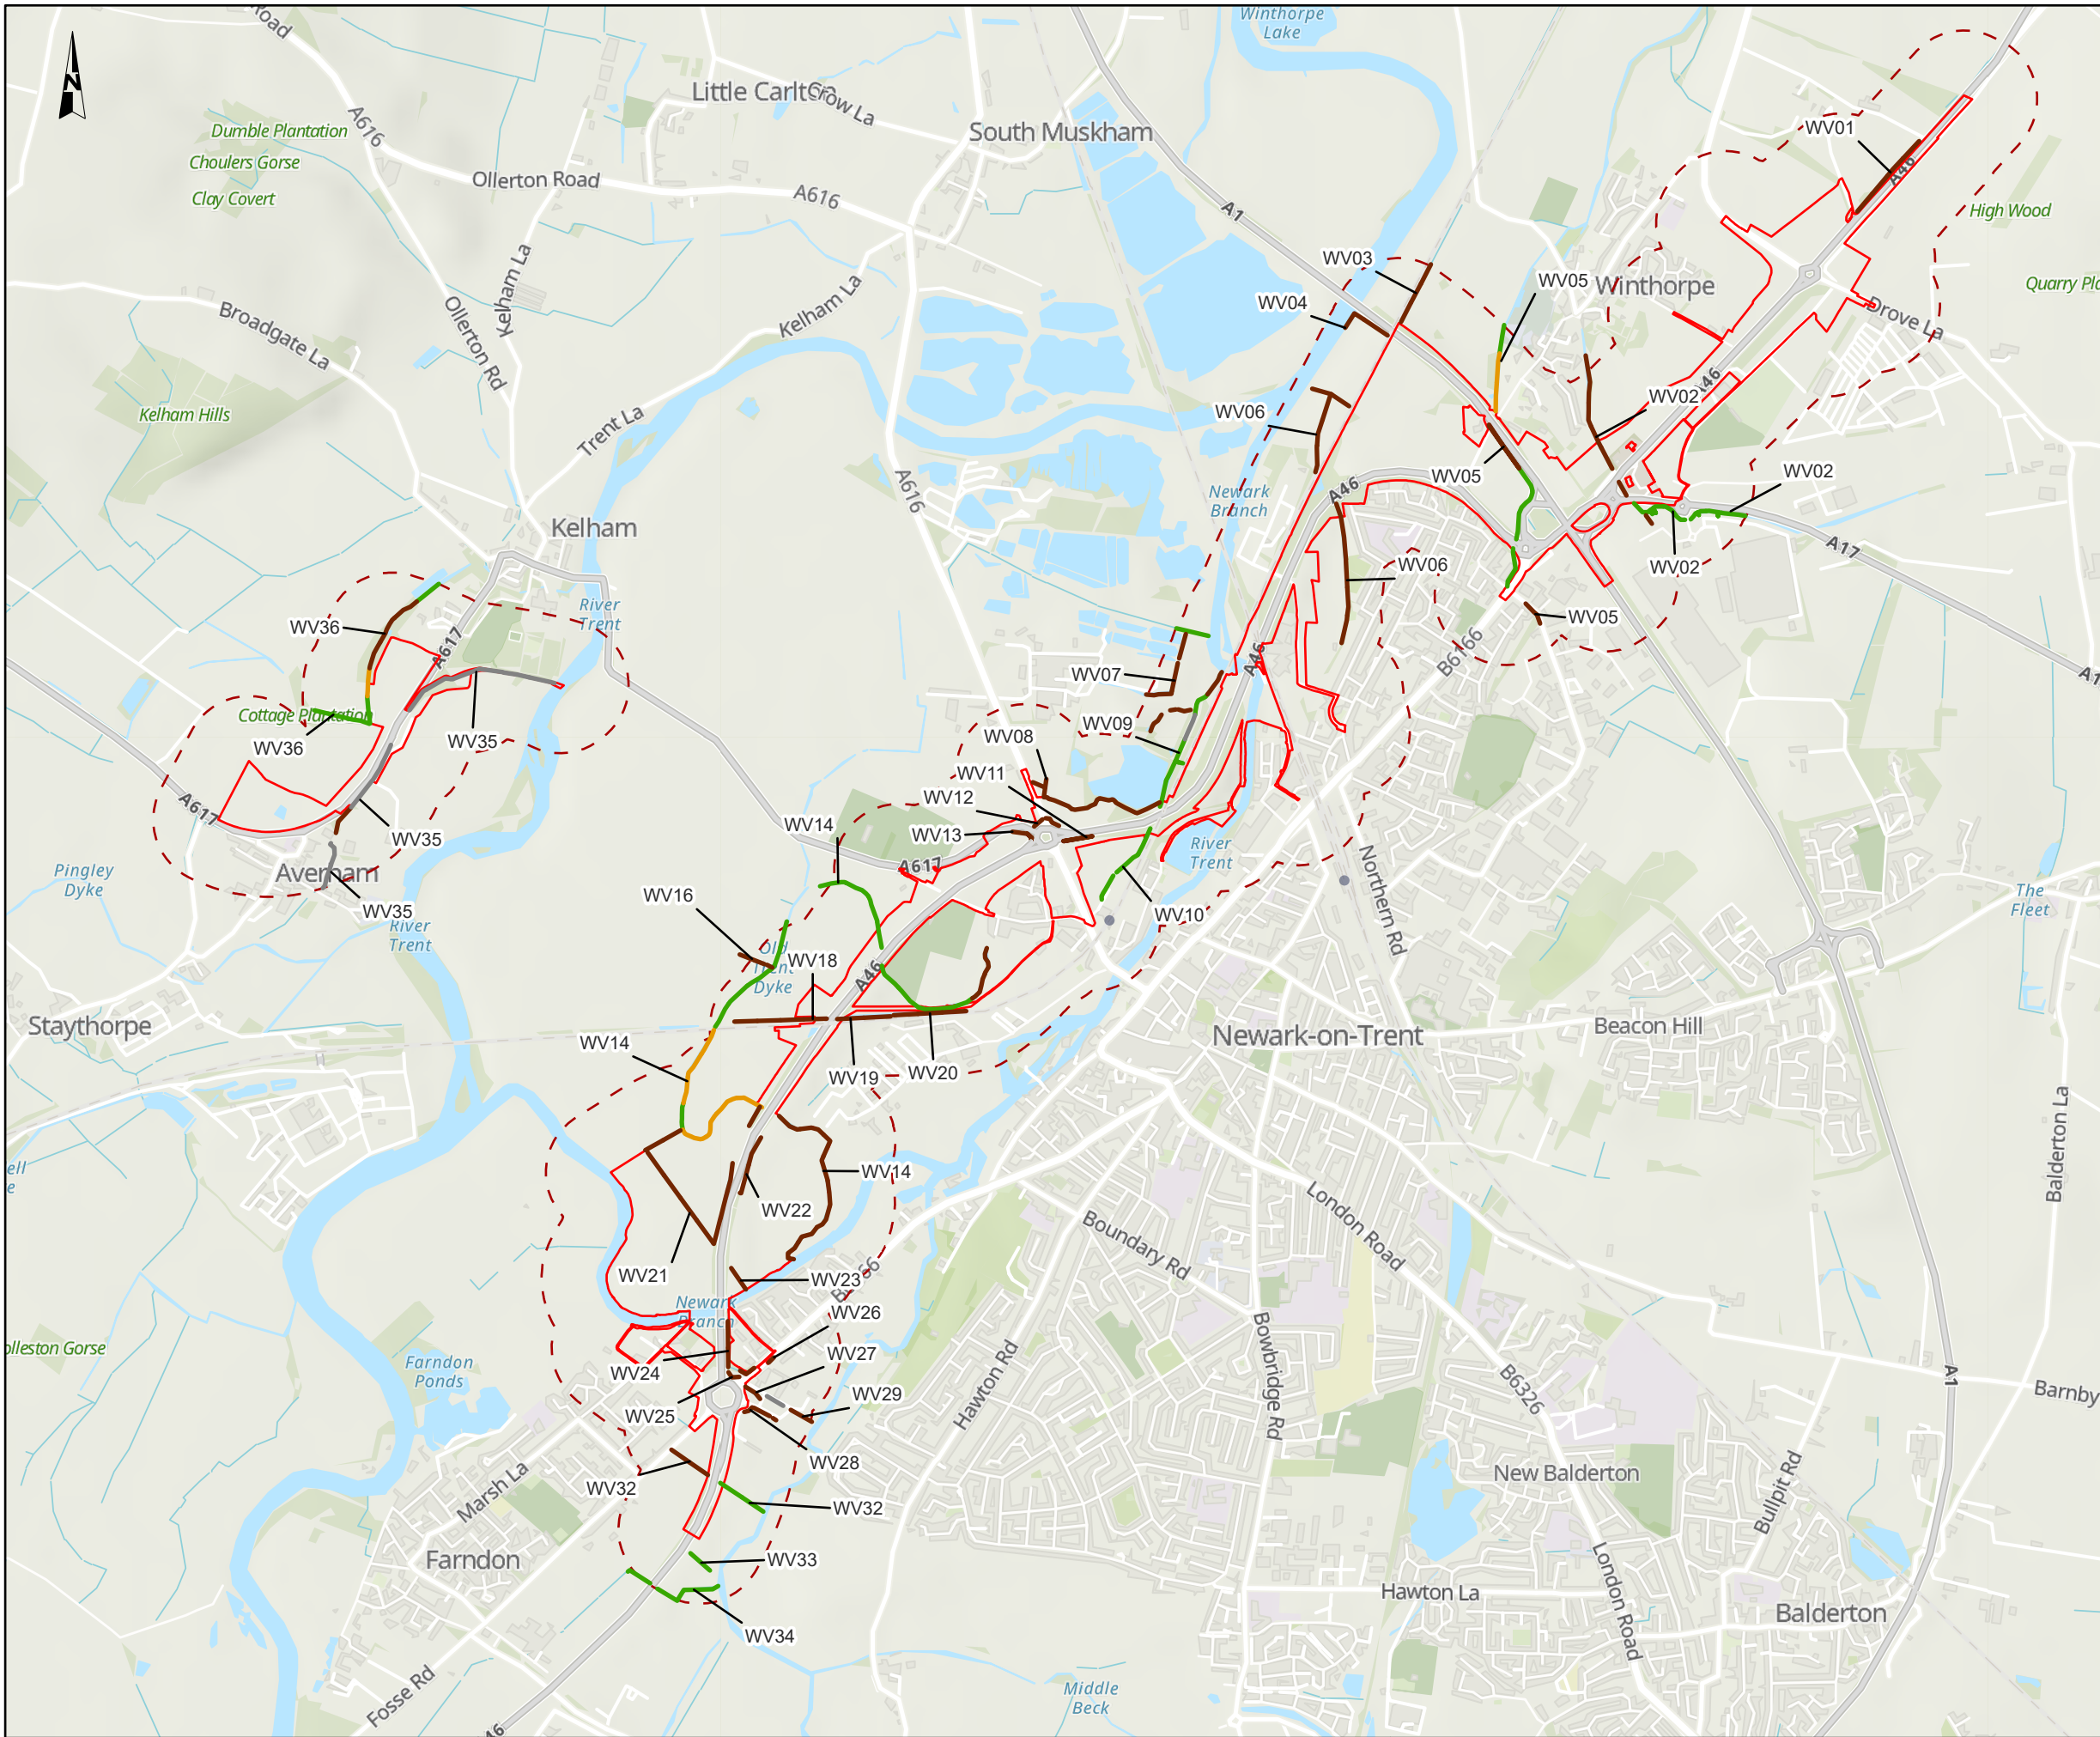 Winthorpe
Lake
Road
N
Little Carlton
Crow La
South Muskham
WV01
Dumble Plantation
A616
Choulers Gorse
Ollerton Road
A616
Clay Covert
A46
High Wood
A1
WV03
WV05
Winthorpe
Quarry
Kelham La
WV04
Drove La
Broadgate La
Ollerton Rd
Kelham La
Kelham Hills
Trent La
WV06
A46
WV02
A616
WV05
WV02
Newark
Branch
A46
Kelham
A17
WV02
WV06
River
Trent
WV36
A617
WV05
B6166
WV07
A46
Cottage Plantation
WV36
WV35
WV09
WV08
WV11
WV12
A617
WV14
WV13
WV35
River
Trent
A617
Northern Rd
Pingley
Dyke
Averham
WV16
WV35
WV10
The
Fleet
River
Trent
Old
Trent
Dyke
WV18
A46
Staythorpe
WV14
Newark-on-Trent
Beacon Hill
WV19
WV20
Balderton La
WV14
WV22
London Road
Boundary Rd
WV21
WV23
Newark
Branch
WV26
Farndon
Ponds
WV24
WV27
Hawton Rd
Bowbridge Rd
B6326
A1
Barnby
WV29
WV25
WV28
WV32
Marsh La
WV32
New Balderton
Bullpit Rd
Farndon
WV33
Hawton La
London Road
Balderton
WV34
Fosse Rd
Middle
Beck